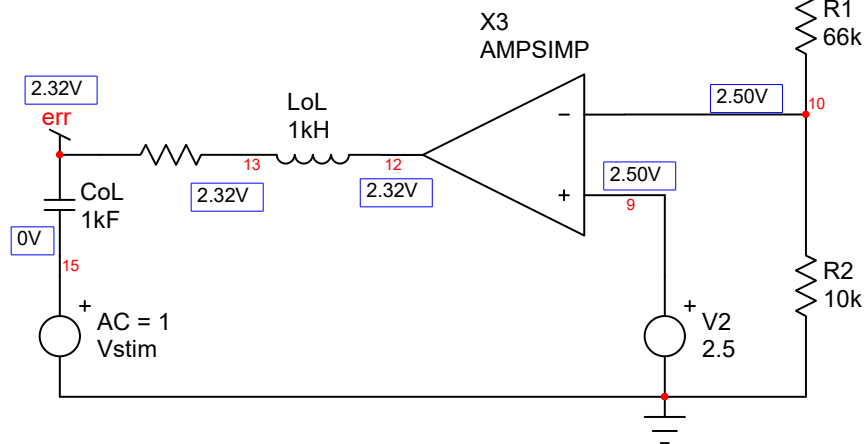 R1
66k
X3
AMPSIMP
2.32V
err
LoL
1kH
2.50V
10
−
13
12
2.32V
2.32V
2.50V
+
9
CoL
1kF
0V
15
R2
10k
+
AC = 1
Vstim
+
V2
2.5